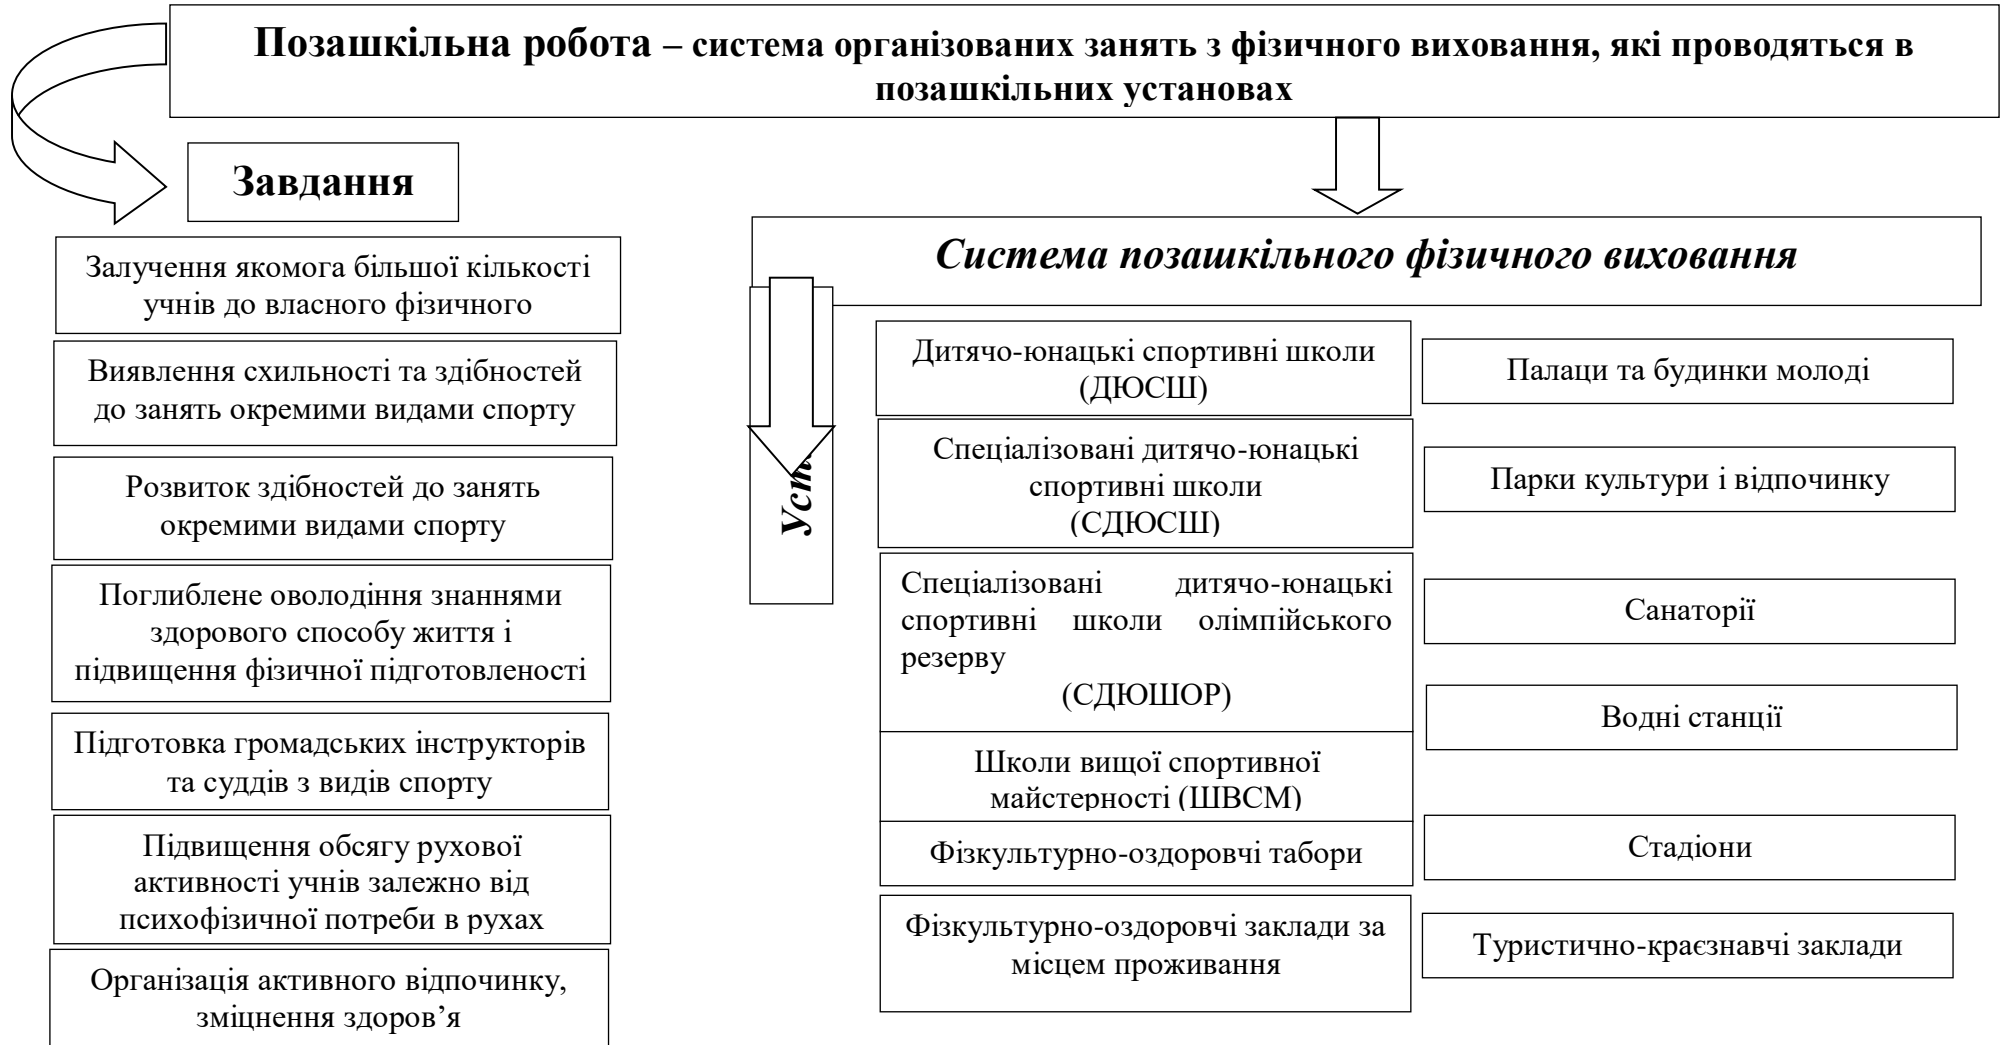 Позашкільна робота – система організованих занять з фізичного виховання, які проводяться в
позашкільних установах
Завдання
Залучення якомога більшої кількості
учнів до власного фізичного
Виявлення схильності та здібностей
до занять окремими видами спорту
Розвиток здібностей до занять
окремими видами спорту
Поглиблене оволодіння знаннями
здорового способу життя і
підвищення фізичної підготовленості
Підготовка громадських інструкторів
та суддів з видів спорту
Підвищення обсягу рухової
активності учнів залежно від
психофізичної потреби в рухах
Організація активного відпочинку,
зміцнення здоров’я
Система позашкільного фізичного виховання
Дитячо-юнацькі спортивні школи
(ДЮСШ)
Спеціалізовані дитячо-юнацькі
спортивні школи
(СДЮСШ)
Спеціалізовані дитячо-юнацькі
спортивні школи олімпійського
резерву
(СДЮШОР)
Школи вищої спортивної
майстерності (ШВСМ)
Фізкультурно-оздоровчі табори
Фізкультурно-оздоровчі заклади за
місцем проживання
Палаци та будинки молоді
Парки культури і відпочинку
Санаторії
Водні станції
Стадіони
Туристично-краєзнавчі заклади